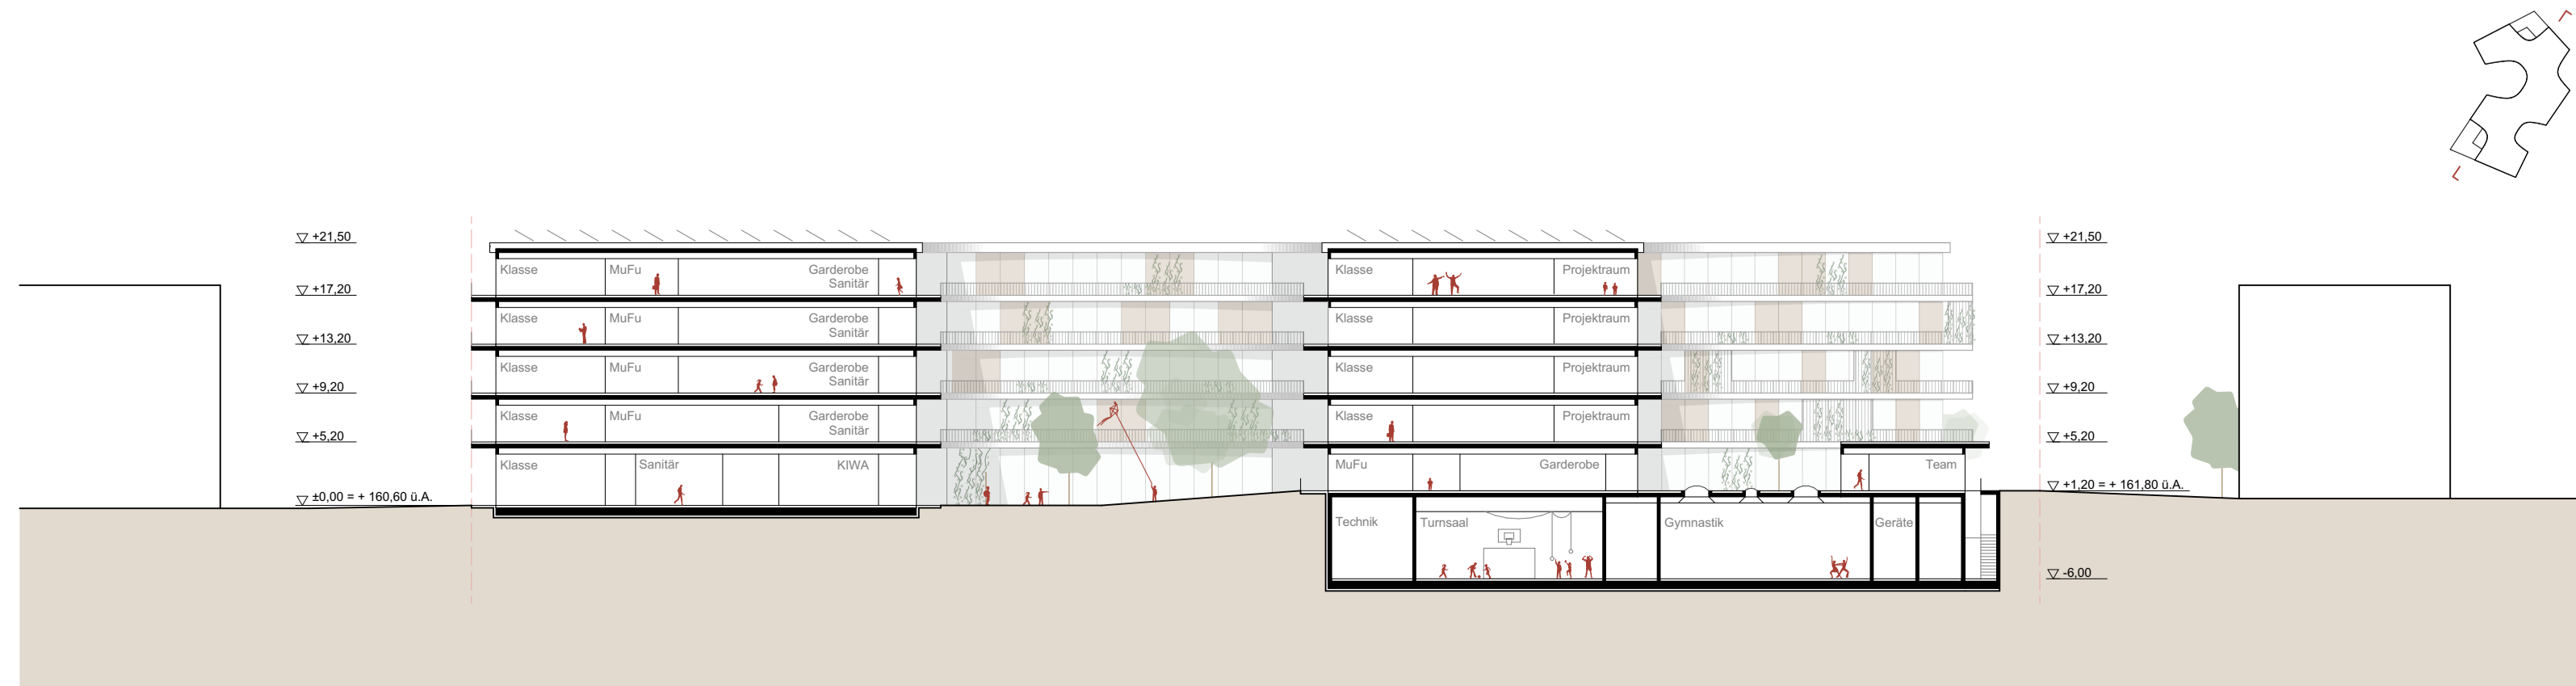 +21,50
+17,20
+13,20
+9,20
+5,20
±0,00 = + 160,60 ü.A.
Klasse MuFu Garderobe
Sanitär
Klasse MuFu Garderobe
Sanitär
Klasse MuFu Garderobe
Sanitär
Klasse MuFu Garderobe
Sanitär
Klasse Sanitär KIWA
Klasse Projektraum
Klasse Projektraum
Klasse Projektraum
Klasse Projektraum
MuFu Garderobe Team
Technik Turnsaal Gymnastik Geräte
+21,50
+17,20
+13,20
+9,20
+5,20
+1,20 = + 161,80 ü.A.
-6,00